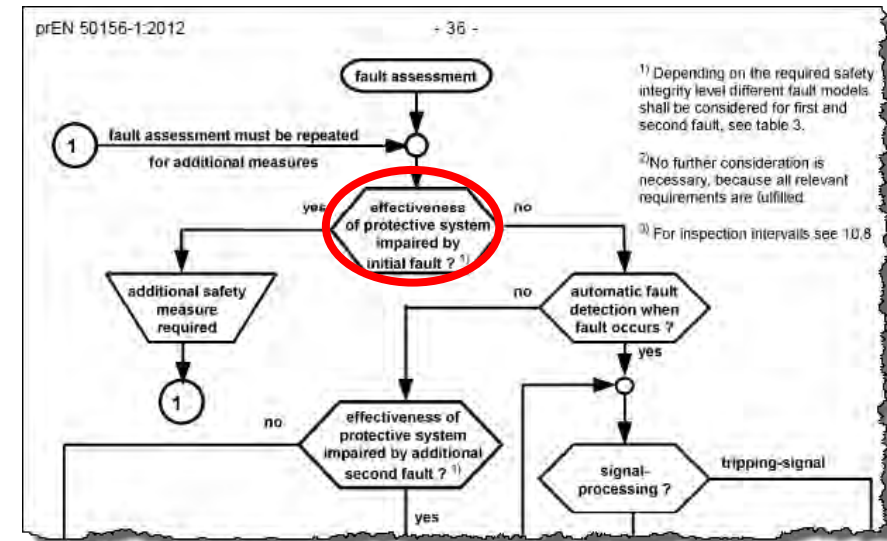 prEN 50156-1:2012
- 36 -
fault assessment
1) Depending on the required safety
integrity level different fault models
shall be considered for first and
second fault, see table 3.
2)No further consideration is
necessary, because all relevant
requirements are fulfilled
3) For inspection intervals see 10.8
1
fault assessment must be repeated
for additional measures
yes
effectiveness
of protective system
impaired by
initial fault ? 1)
no
additional safety
measure
required
no
automatic fault
detection when
fault occurs ?
yes
1
no
effectiveness of
protective system
impaired by additional
second fault ? 1)
yes
signal-
processing ?
tripping-signal